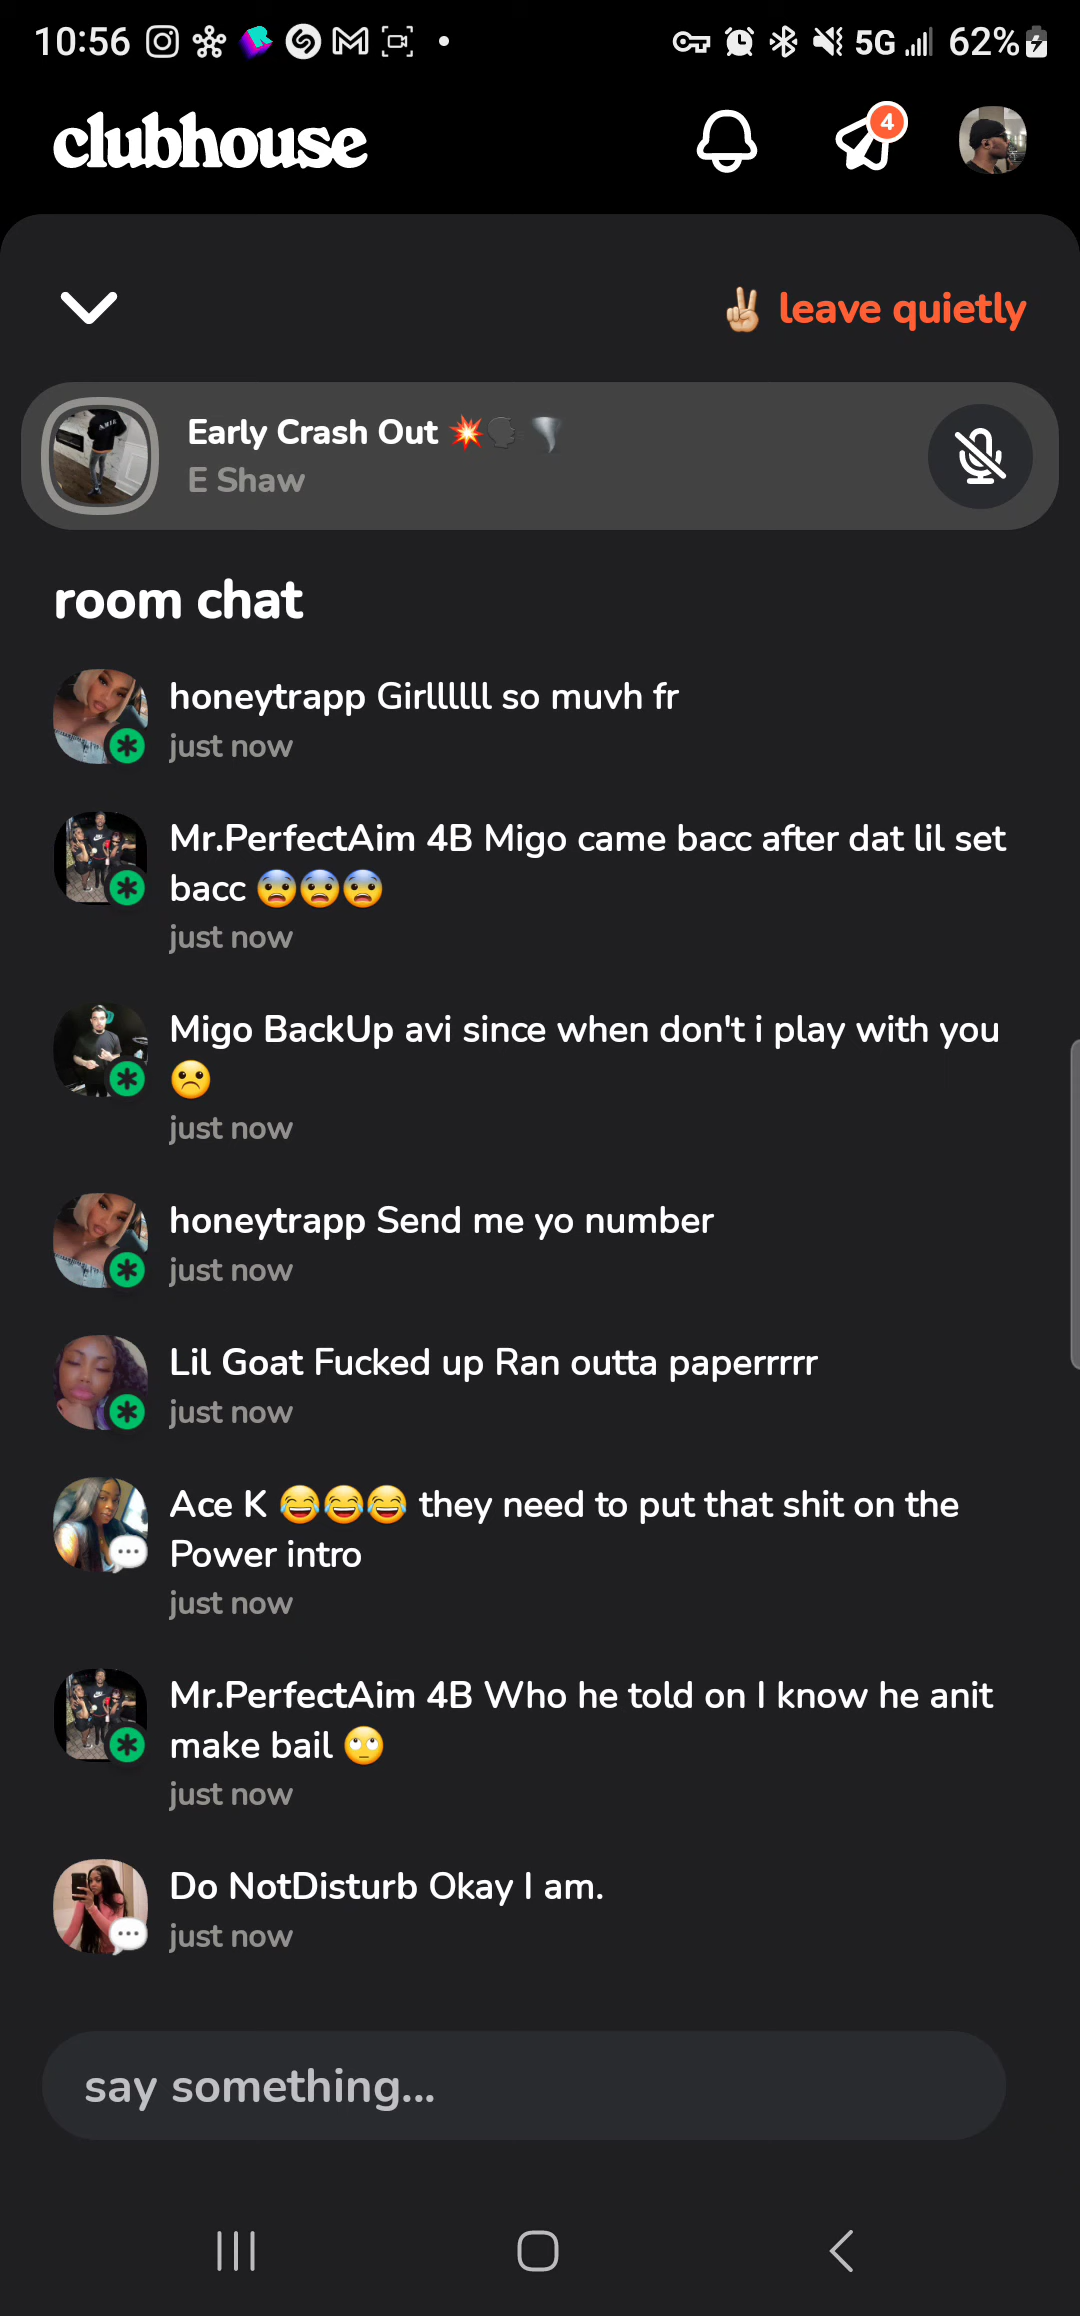 10:56 5G 62%
clubhouse 4
✌🏼 leave quietly
Early Crash Out 💥🗣️🌪️
E Shaw
room chat
honeytrapp Girllllll so muvh fr
just now
Mr.PerfectAim 4B Migo came bacc after dat lil set
bacc 😨😨😨
just now
Migo BackUp avi since when don't i play with you
☹️
just now
honeytrapp Send me yo number
just now
Lil Goat Fucked up Ran outta paperrrrr
just now
Ace K 😂😂😂 they need to put that shit on the
Power intro
just now
Mr.PerfectAim 4B Who he told on I know he anit
make bail 🙄
just now
Do NotDisturb Okay I am.
just now
say something...